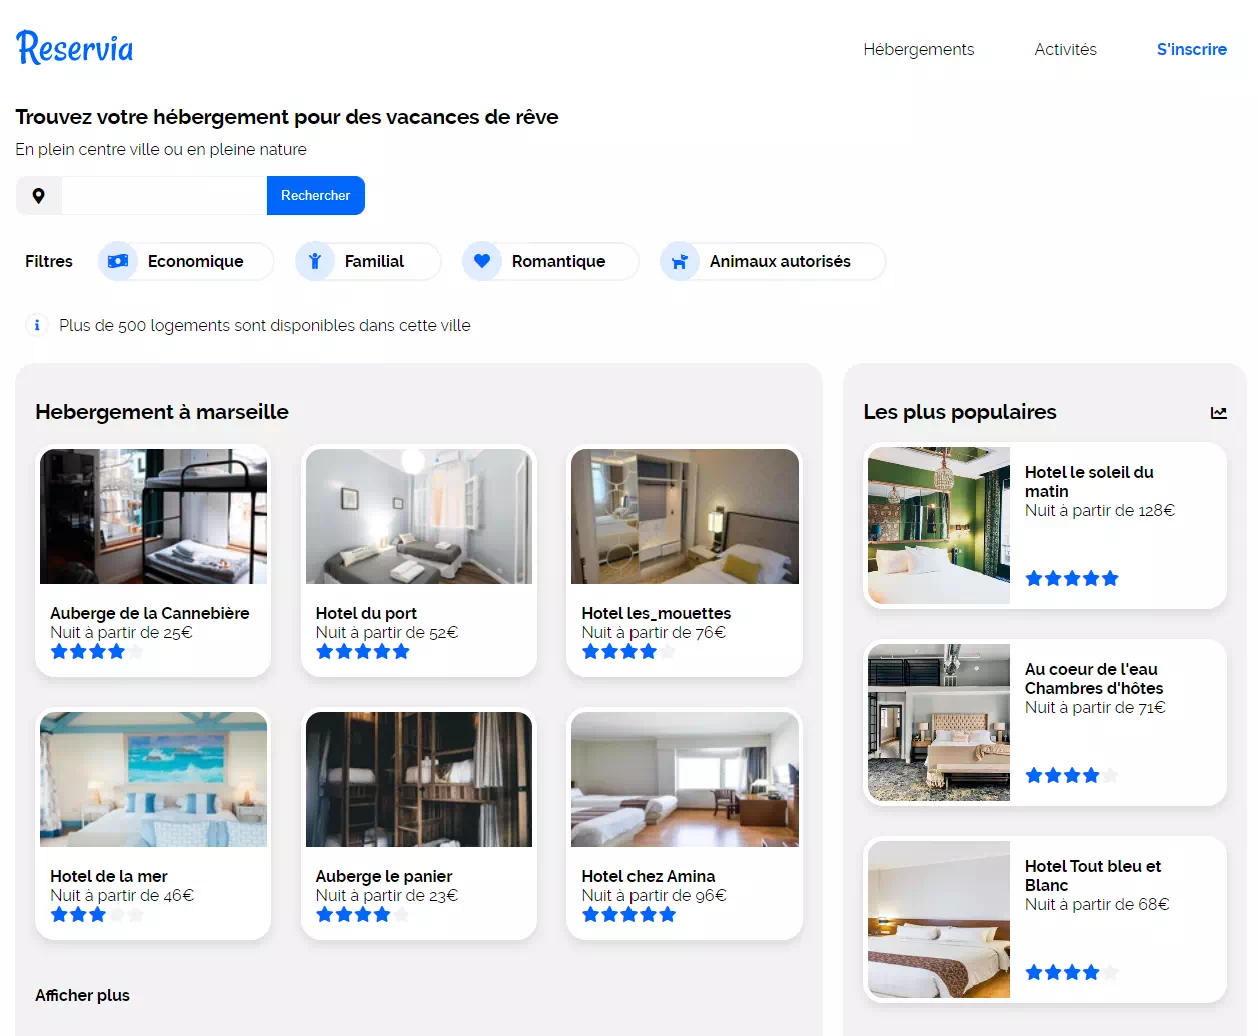 Reservia
Hébergements
Activités
S'inscrire
Trouvez votre hébergement pour des vacances de rêve
En plein centre ville ou en pleine nature
Rechercher
Filtres
Economique
Familial
Romantique
Animaux autorisés
Plus de 500 logements sont disponibles dans cette ville
Hebergement à marseille
Auberge de la Cannebière
Nuit à partir de 25€
Hotel du port
Nuit à partir de 52€
Hotel les_mouettes
Nuit à partir de 76€
Hotel de la mer
Nuit à partir de 46€
Auberge le panier
Nuit à partir de 23€
Hotel chez Amina
Nuit à partir de 96€
Afficher plus
Les plus populaires
Hotel le soleil du
matin
Nuit à partir de 128€
Au coeur de l'eau
Chambres d'hôtes
Nuit à partir de 71€
Hotel Tout bleu et
Blanc
Nuit à partir de 68€